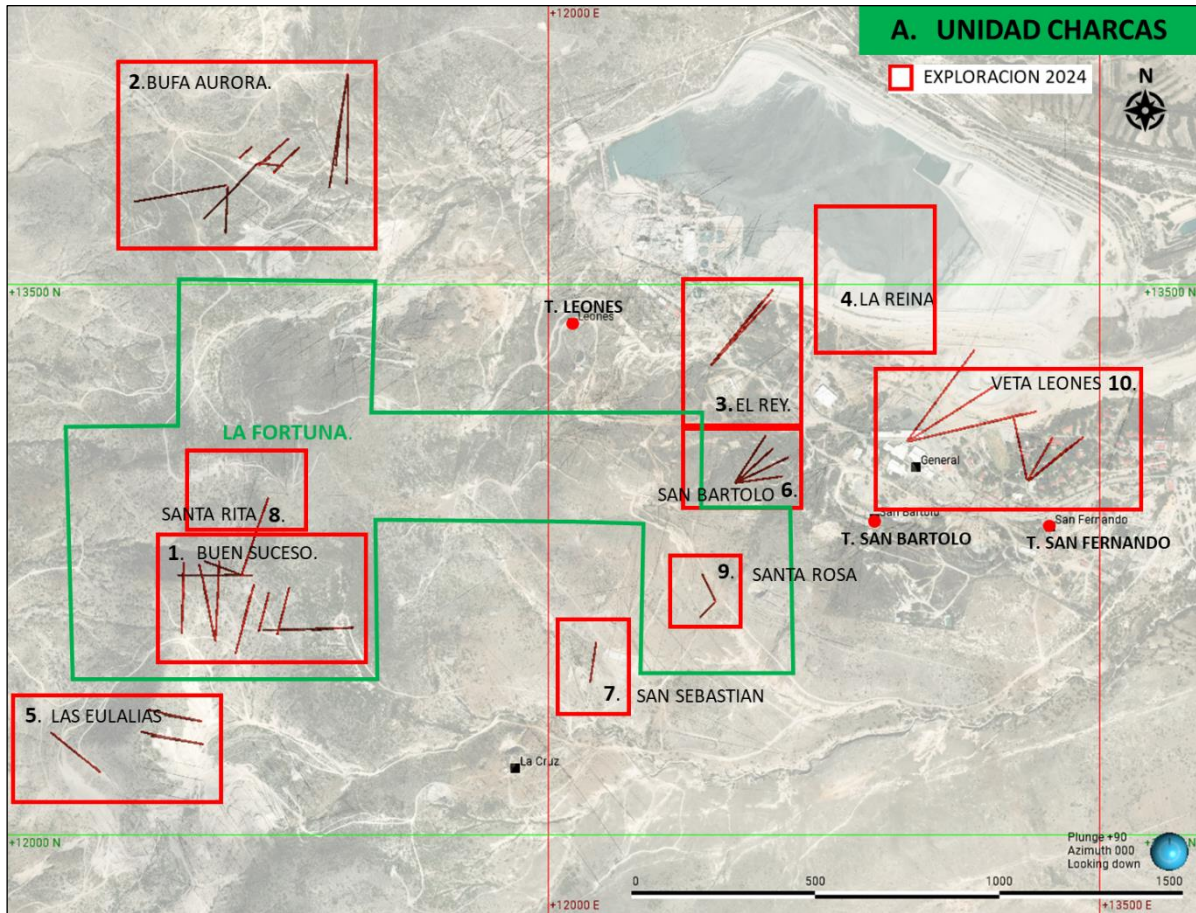 +12000 E
A. UNIDAD CHARCAS
EXPLORACION 2024
N
2.BUFA AURORA.
+13500 N
+13500 N
4. LA REINA
T. LEONES
Leones
3. EL REY.
VETA LEONES 10.
LA FORTUNA.
General
SAN BARTOLO 6.
SANTA RITA 8.
San Bartolo
San Fernando
T. SAN BARTOLO
T. SAN FERNANDO
1. BUEN SUCESO.
9. SANTA ROSA
7. SAN SEBASTIAN
5. LAS EULALIAS
La Cruz
+12000 N
Plunge +90
Azimuth 000
Looking down
0 500 1000 1500
+12000 E
+13500 E